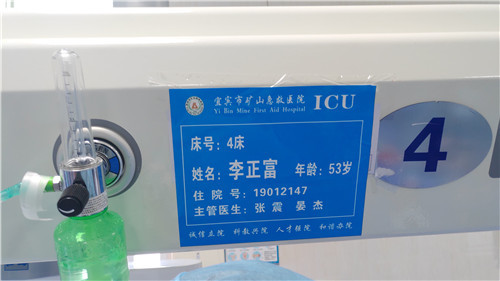 宜宾市矿山急救医院 ICU
Yi Bin Mine First Aid Hospital
床号：4床
姓名：李正富 年龄：53岁
住院号：19012147
主管医生：张震 晏杰
诚信立院 科教兴院 人才强院 和谐办院
4